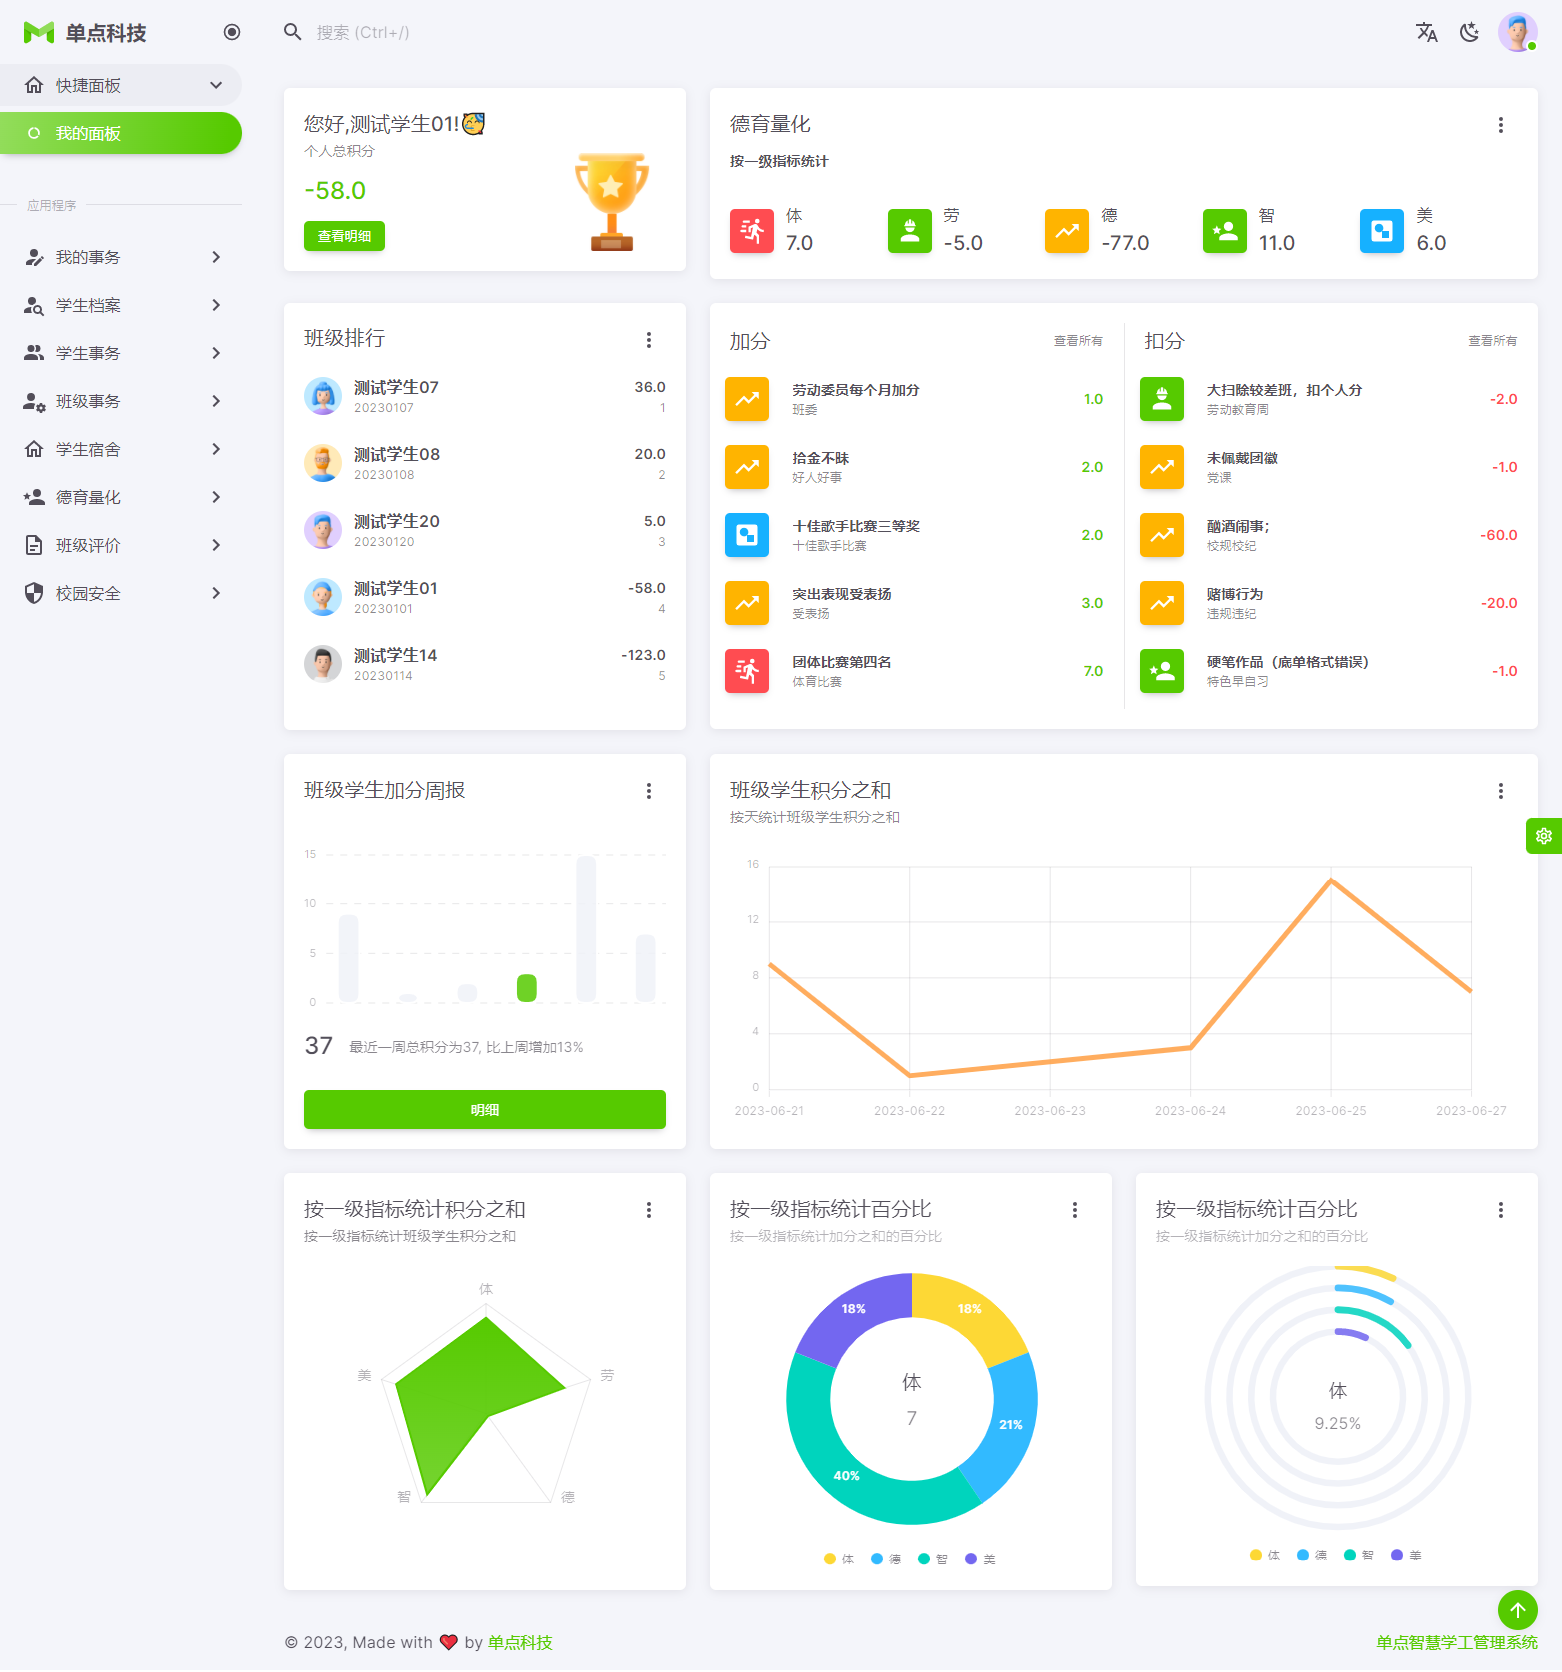 单点科技
搜索 (Ctrl+/)
快捷面板
我的面板
应用程序
我的事务
学生档案
学生事务
班级事务
学生宿舍
德育量化
班级评价
校园安全
您好,测试学生01!🥳
个人总积分
-58.0
查看明细
德育量化
按一级指标统计
体
7.0
劳
-5.0
德
-77.0
智
11.0
美
6.0
班级排行
测试学生07
36.0
20230107
1
测试学生08
20.0
20230108
2
测试学生20
5.0
20230120
3
测试学生01
-58.0
20230101
4
测试学生14
-123.0
20230114
5
加分
查看所有
劳动委员每个月加分
班委
1.0
拾金不昧
好人好事
2.0
十佳歌手比赛三等奖
十佳歌手比赛
2.0
突出表现受表扬
受表扬
3.0
团体比赛第四名
体育比赛
7.0
扣分
查看所有
大扫除较差班，扣个人分
劳动教育周
-2.0
未佩戴团徽
党课
-1.0
酗酒闹事；
校规校纪
-60.0
赌博行为
违规违纪
-20.0
硬笔作品（底单格式错误）
特色早自习
-1.0
班级学生加分周报
15
10
5
0
37 最近一周总积分为37, 比上周增加13%
明细
班级学生积分之和
按天统计班级学生积分之和
16
12
8
4
0
2023-06-21 2023-06-22 2023-06-23 2023-06-24 2023-06-25 2023-06-27
按一级指标统计积分之和
按一级指标统计班级学生积分之和
体
美
劳
智
德
按一级指标统计百分比
按一级指标统计加分之和的百分比
18%
18%
体
7
21%
40%
体 德 智 美
按一级指标统计百分比
按一级指标统计加分之和的百分比
体
9.25%
体 德 智 美
© 2023, Made with ❤️ by 单点科技
单点智慧学工管理系统